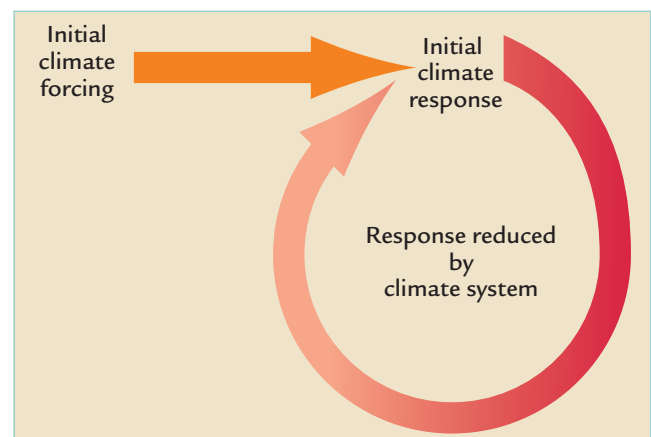 Initial
climate
forcing
Initial
climate
response
Response reduced
by
climate system